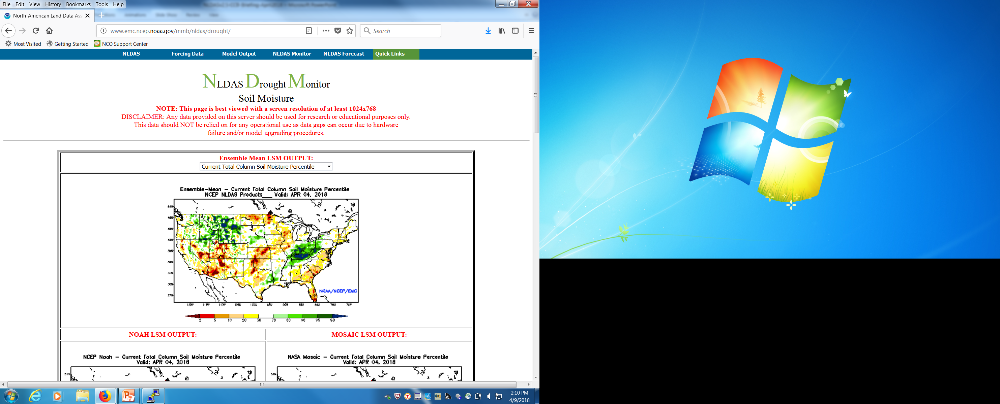 File Edit View History Bookmarks Tools Help
North-American Land Data Ass
www.emc.ncep.noaa.gov/mmb/nldas/drought/
Search
Most Visited Getting Started NCO Support Center
NLDAS Forcing Data Model Output NLDAS Monitor NLDAS Forecast Quick Links
NLDAS Drought Monitor
Soil Moisture
NOTE: This page is best viewed with a screen resolution of at least 1024x768
DISCLAIMER: Any data provided on this server should be used for research or educational purposes only.
This data should NOT be relied on for any operational use as data gaps can occur due to hardware
failure and/or model upgrading procedures.
Ensemble Mean LSM OUTPUT:
Current Total Column Soil Moisture Percentile
Ensemble-Mean - Current Total Column Soil Moisture Percentile
NCEP NLDAS Products___ Valid: APR 04, 2018
51N
48N
45N
42N
39N
36N
33N
30N
27N
NOAA/NCEP/EMC
120W 115W 110W 105W 100W 95W 90W 85W 80W 75W 70W
2 5 10 20 30 70 80 90 95 98
NOAH LSM OUTPUT: MOSAIC LSM OUTPUT:
NCEP Noah - Current Total Column Soil Moisture Percentile
Valid: APR 04, 2018
NASA Mosaic - Current Total Column Soil Moisture Percentile
Valid: APR 04, 2018
51N 51N
2:10 PM
4/9/2018